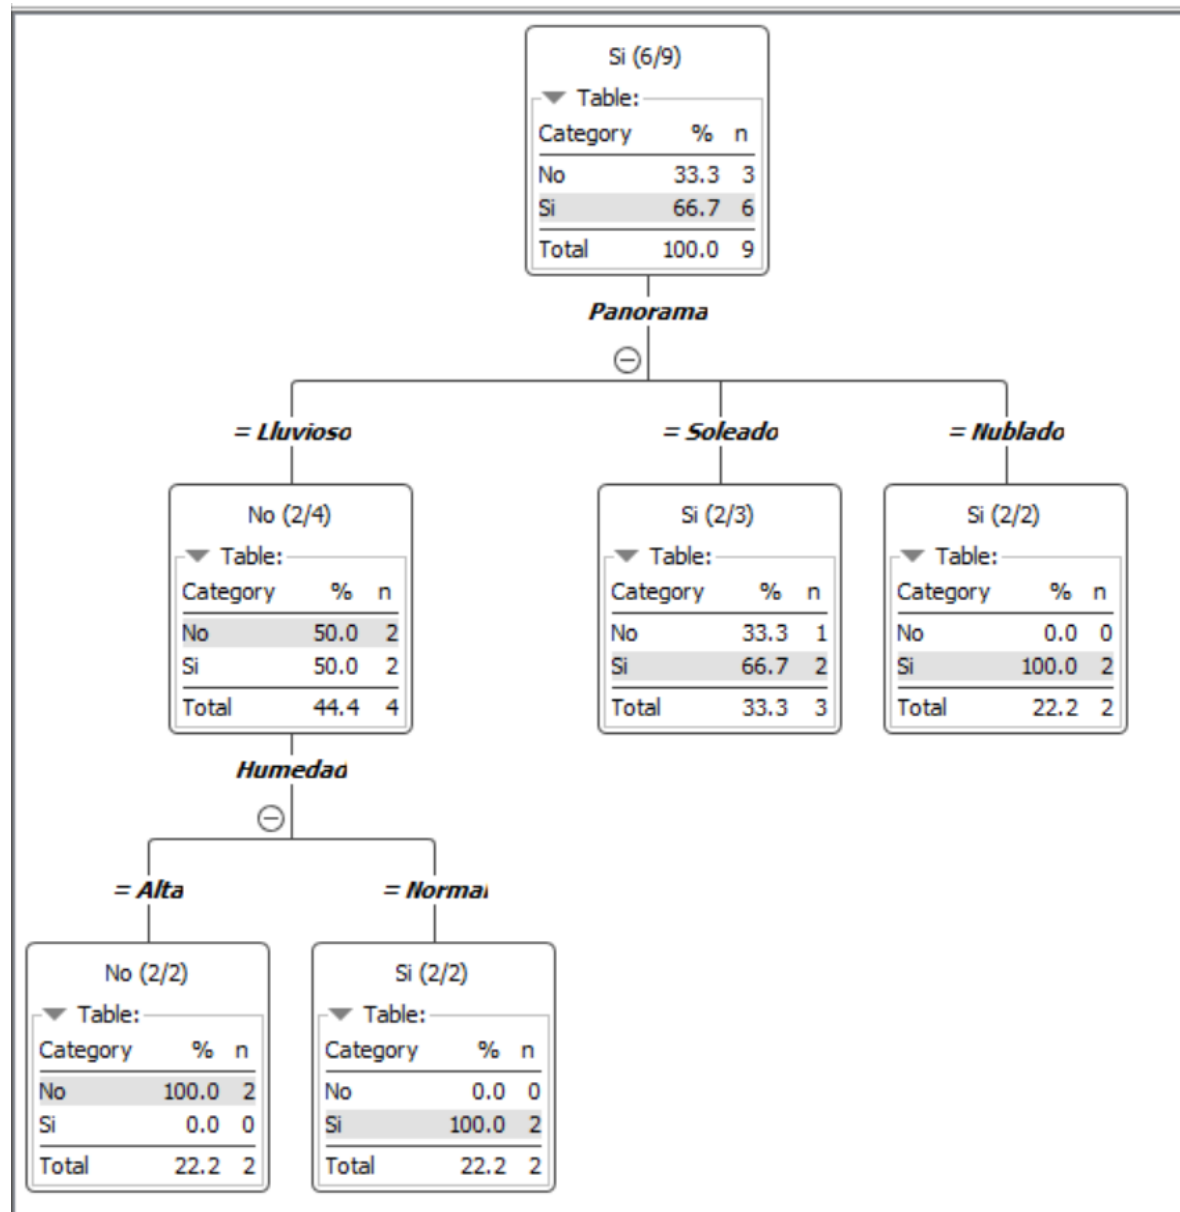 Si (6/9)
Table:
Category % n
No 33.3 3
Si 66.7 6
Total 100.0 9
Panorama
= Lluvioso
= Soleado
= Nublado
No (2/4)
Table:
Category % n
No 50.0 2
Si 50.0 2
Total 44.4 4
Si (2/3)
Table:
Category % n
No 33.3 1
Si 66.7 2
Total 33.3 3
Si (2/2)
Table:
Category % n
No 0.0 0
Si 100.0 2
Total 22.2 2
Humedad
= Alta
= Normal
No (2/2)
Table:
Category % n
No 100.0 2
Si 0.0 0
Total 22.2 2
Si (2/2)
Table:
Category % n
No 0.0 0
Si 100.0 2
Total 22.2 2